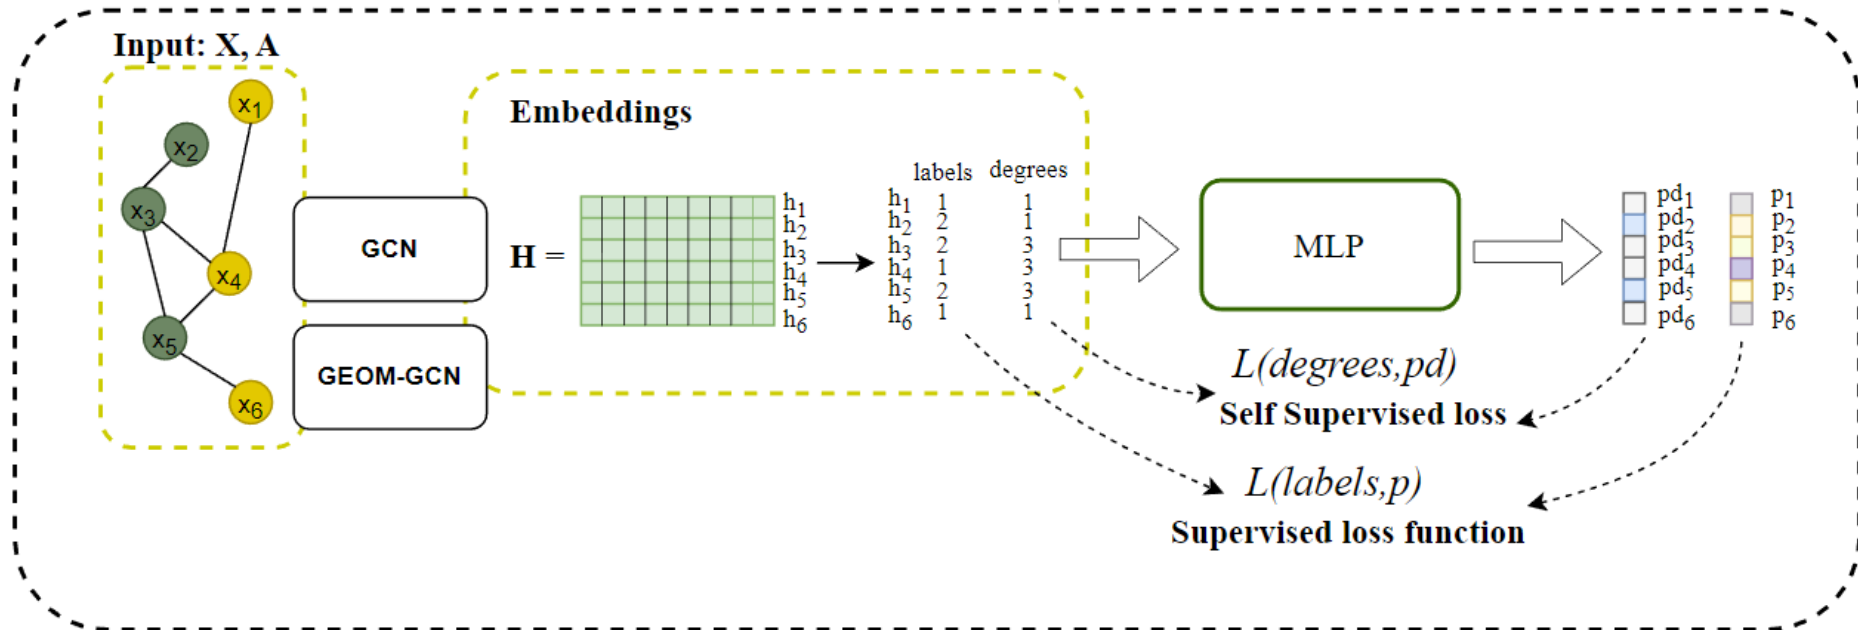 Input: X, A
x1
x2
x3
x4
x5
x6
GCN
GEOM-GCN
Embeddings
H =
h1
h2
h3
h4
h5
h6
labels degrees
h1 1 1
h2 2 1
h3 2 3
h4 1 3
h5 2 3
h6 1 1
MLP
pd1 p1
pd2 p2
pd3 p3
pd4 p4
pd5 p5
pd6 p6
L(degrees,pd)
Self Supervised loss
L(labels,p)
Supervised loss function